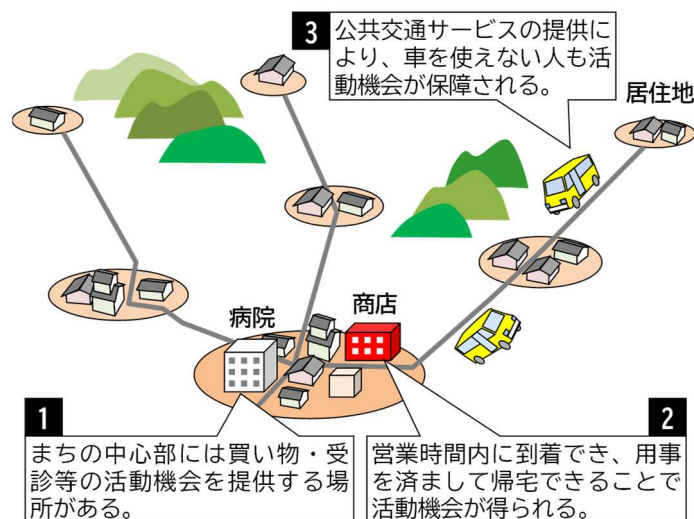 3
公共交通サービスの提供に
より、車を使えない人も活
動機会が保障される。
居住地
病院
商店
1
まちの中心部には買い物・受
診等の活動機会を提供する場
所がある。
2
営業時間内に到着でき、用事
を済まして帰宅できることで
活動機会が得られる。